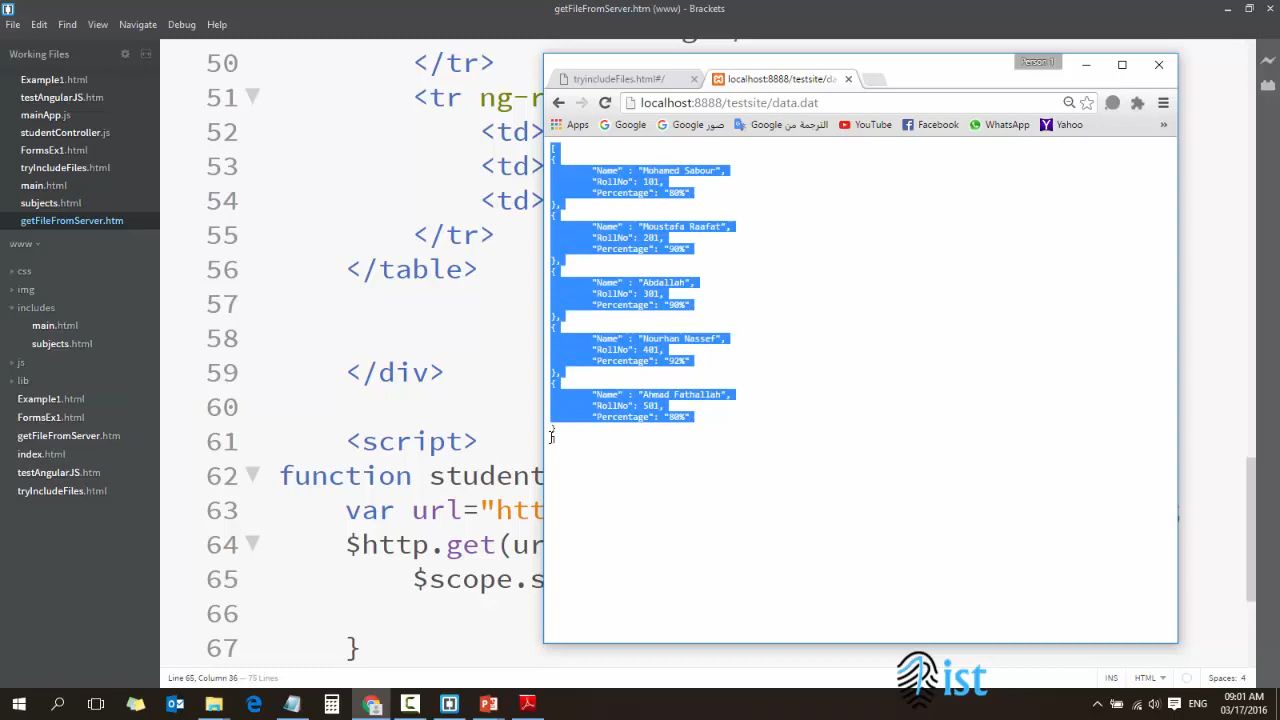 getFileFromServer.htm (www) - Brackets
File Edit Find View Navigate Debug Help
Working Files
Example1.html
testAngularJS.htm
mainApp.js
studentController.js
FormsEx1.html
tryIncludeFiles.html
main.html
subjects.html
getFileFromServer.htm
www
css
img
includes
main.html
subjects.html
js
lib
Example1.html
FormsEx1.html
getFileFromServer.htm
index.html
testAngularJS.htm
tryIncludeFiles.html
50 </tr>
51 <tr ng-r
52 <td>
53 <td>
54 <td>
55 </tr>
56 </table>
57
58
59 </div>
60
61 <script>
62 function student
63 var url="htt
64 $http.get(ur
65 $scope.s
66
67 }
Person 1
tryincludeFiles.html#/
localhost:8888/testsite/da
localhost:8888/testsite/data.dat
Apps Google صور Google الترجمة من Google YouTube Facebook WhatsApp Yahoo »
[
{
"Name" : "Mohamed Sabour",
"RollNo": 101,
"Percentage": "80%"
},
{
"Name" : "Moustafa Raafat",
"RollNo": 201,
"Percentage": "90%"
},
{
"Name" : "Abdallah",
"RollNo": 301,
"Percentage": "90%"
},
{
"Name" : "Nourhan Nassef",
"RollNo": 401,
"Percentage": "92%"
},
{
"Name" : "Ahmad Fathallah",
"RollNo": 501,
"Percentage": "80%"
}
]
ist
Line 65, Column 36 — 75 Lines
INS HTML Spaces: 4
ENG
09:01 AM
03/17/2016